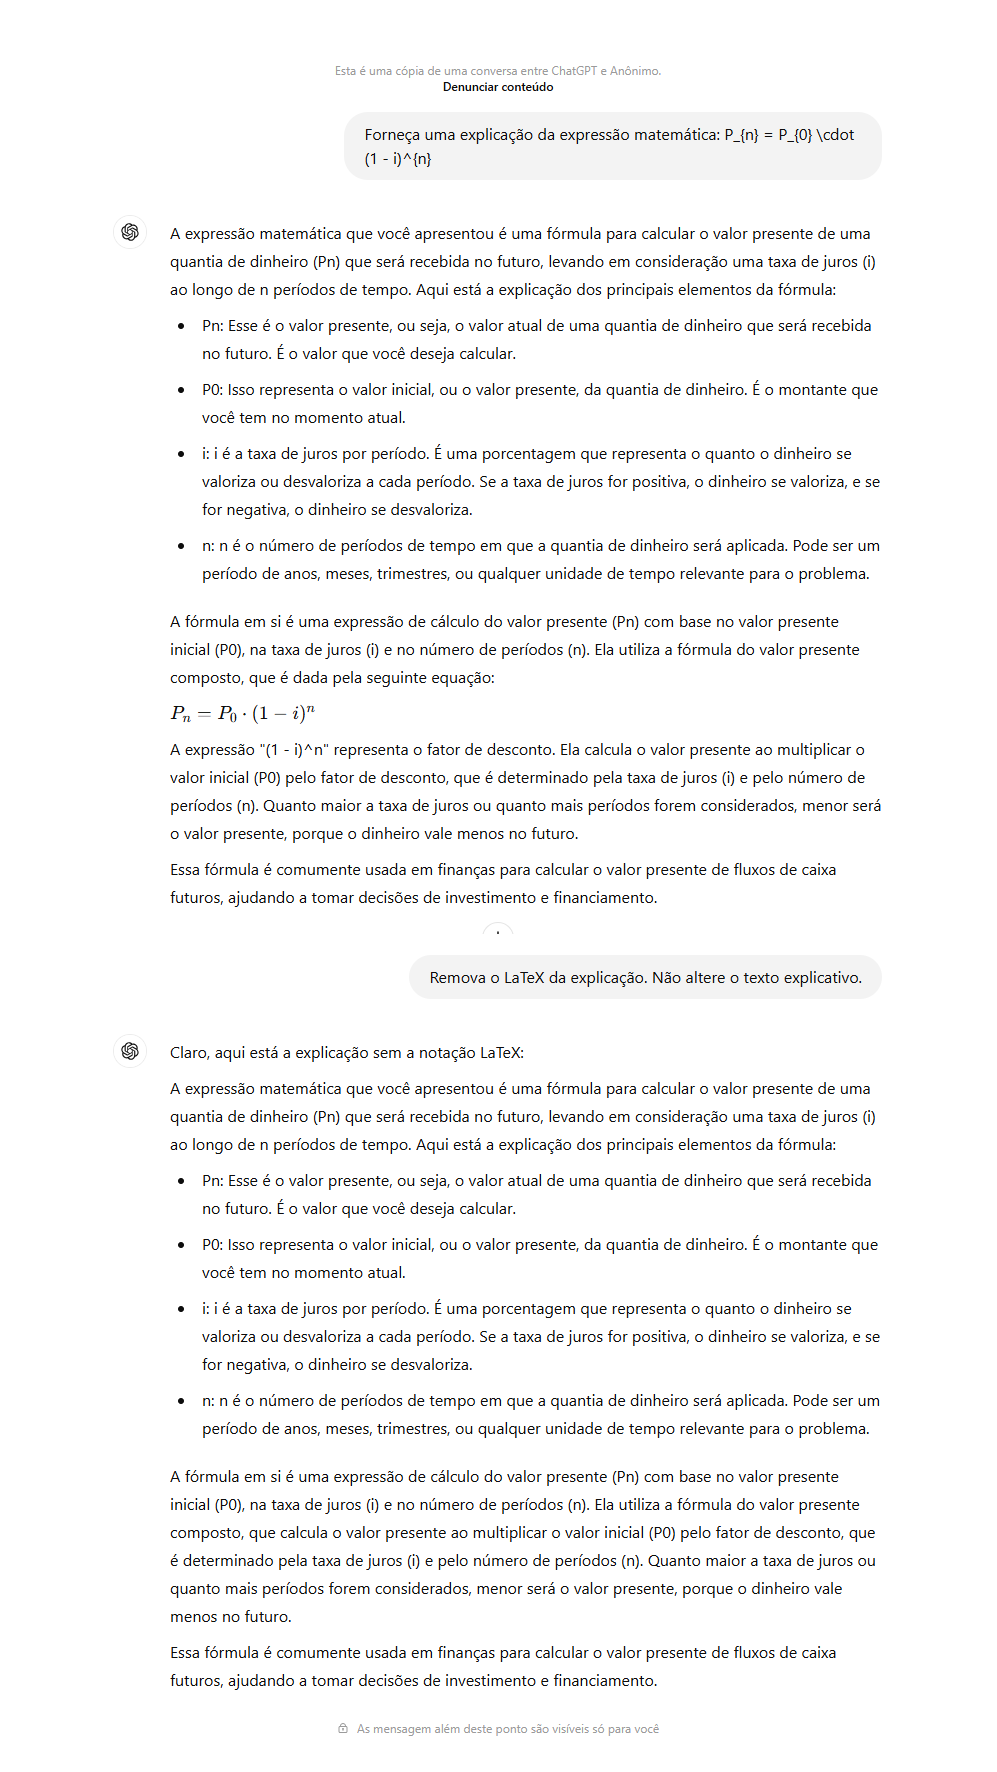 Esta é uma cópia de uma conversa entre ChatGPT e Anônimo.
Denunciar conteúdo
Forneça uma explicação da expressão matemática: P_{n} = P_{0} \cdot
(1 - i)^{n}
A expressão matemática que você apresentou é uma fórmula para calcular o valor presente de uma
quantia de dinheiro (Pn) que será recebida no futuro, levando em consideração uma taxa de juros (i)
ao longo de n períodos de tempo. Aqui está a explicação dos principais elementos da fórmula:
• Pn: Esse é o valor presente, ou seja, o valor atual de uma quantia de dinheiro que será recebida
no futuro. É o valor que você deseja calcular.
• P0: Isso representa o valor inicial, ou o valor presente, da quantia de dinheiro. É o montante que
você tem no momento atual.
• i: i é a taxa de juros por período. É uma porcentagem que representa o quanto o dinheiro se
valoriza ou desvaloriza a cada período. Se a taxa de juros for positiva, o dinheiro se valoriza, e se
for negativa, o dinheiro se desvaloriza.
• n: n é o número de períodos de tempo em que a quantia de dinheiro será aplicada. Pode ser um
período de anos, meses, trimestres, ou qualquer unidade de tempo relevante para o problema.
A fórmula em si é uma expressão de cálculo do valor presente (Pn) com base no valor presente
inicial (P0), na taxa de juros (i) e no número de períodos (n). Ela utiliza a fórmula do valor presente
composto, que é dada pela seguinte equação:
Pₙ = P₀ · (1 − i)ⁿ
A expressão "(1 - i)^n" representa o fator de desconto. Ela calcula o valor presente ao multiplicar o
valor inicial (P0) pelo fator de desconto, que é determinado pela taxa de juros (i) e pelo número de
períodos (n). Quanto maior a taxa de juros ou quanto mais períodos forem considerados, menor será
o valor presente, porque o dinheiro vale menos no futuro.
Essa fórmula é comumente usada em finanças para calcular o valor presente de fluxos de caixa
futuros, ajudando a tomar decisões de investimento e financiamento.
Remova o LaTeX da explicação. Não altere o texto explicativo.
Claro, aqui está a explicação sem a notação LaTeX:
A expressão matemática que você apresentou é uma fórmula para calcular o valor presente de uma
quantia de dinheiro (Pn) que será recebida no futuro, levando em consideração uma taxa de juros (i)
ao longo de n períodos de tempo. Aqui está a explicação dos principais elementos da fórmula:
• Pn: Esse é o valor presente, ou seja, o valor atual de uma quantia de dinheiro que será recebida
no futuro. É o valor que você deseja calcular.
• P0: Isso representa o valor inicial, ou o valor presente, da quantia de dinheiro. É o montante que
você tem no momento atual.
• i: i é a taxa de juros por período. É uma porcentagem que representa o quanto o dinheiro se
valoriza ou desvaloriza a cada período. Se a taxa de juros for positiva, o dinheiro se valoriza, e se
for negativa, o dinheiro se desvaloriza.
• n: n é o número de períodos de tempo em que a quantia de dinheiro será aplicada. Pode ser um
período de anos, meses, trimestres, ou qualquer unidade de tempo relevante para o problema.
A fórmula em si é uma expressão de cálculo do valor presente (Pn) com base no valor presente
inicial (P0), na taxa de juros (i) e no número de períodos (n). Ela utiliza a fórmula do valor presente
composto, que calcula o valor presente ao multiplicar o valor inicial (P0) pelo fator de desconto, que
é determinado pela taxa de juros (i) e pelo número de períodos (n). Quanto maior a taxa de juros ou
quanto mais períodos forem considerados, menor será o valor presente, porque o dinheiro vale
menos no futuro.
Essa fórmula é comumente usada em finanças para calcular o valor presente de fluxos de caixa
futuros, ajudando a tomar decisões de investimento e financiamento.
As mensagem além deste ponto são visíveis só para você